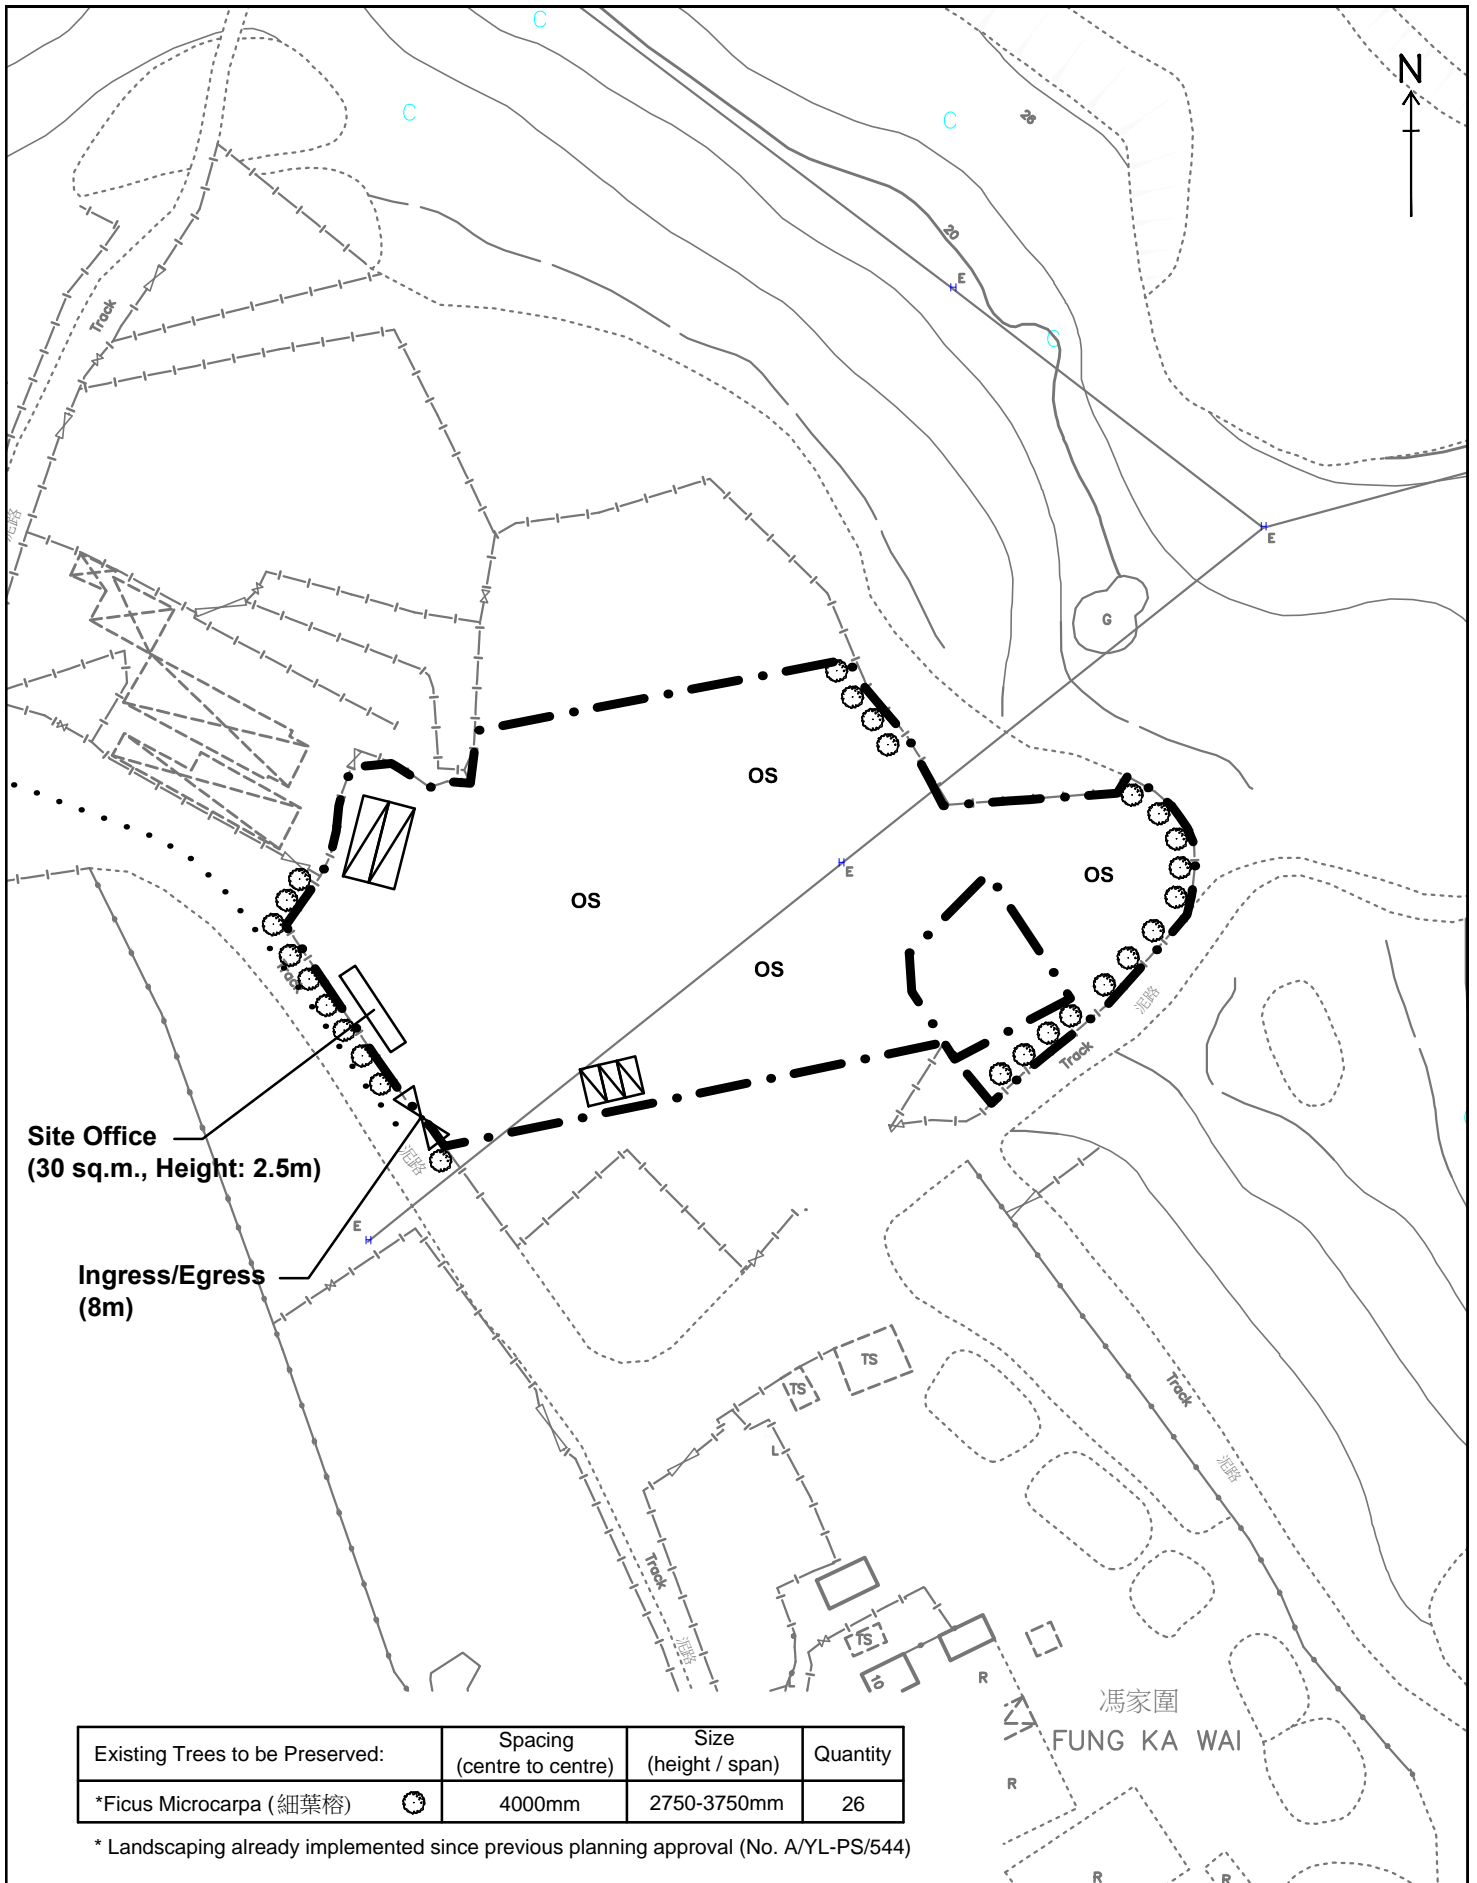 C
N
C
C
26
20
E
C
Track
泥路
E
G
OS
OS
OS
OS
E
Track
泥路
Track
Site Office
(30 sq.m., Height: 2.5m)
泥路
E
Ingress/Egress
(8m)
TS
TS
Track
L
泥路
Track
泥路
TS
10
R
L
馮家圍
FUNG KA WAI
R
R
R
Existing Trees to be Preserved:
Spacing
(centre to centre)
Size
(height / span)
Quantity
*Ficus Microcarpa (細葉榕)
4000mm
2750-3750mm
26
* Landscaping already implemented since previous planning approval (No. A/YL-PS/544)